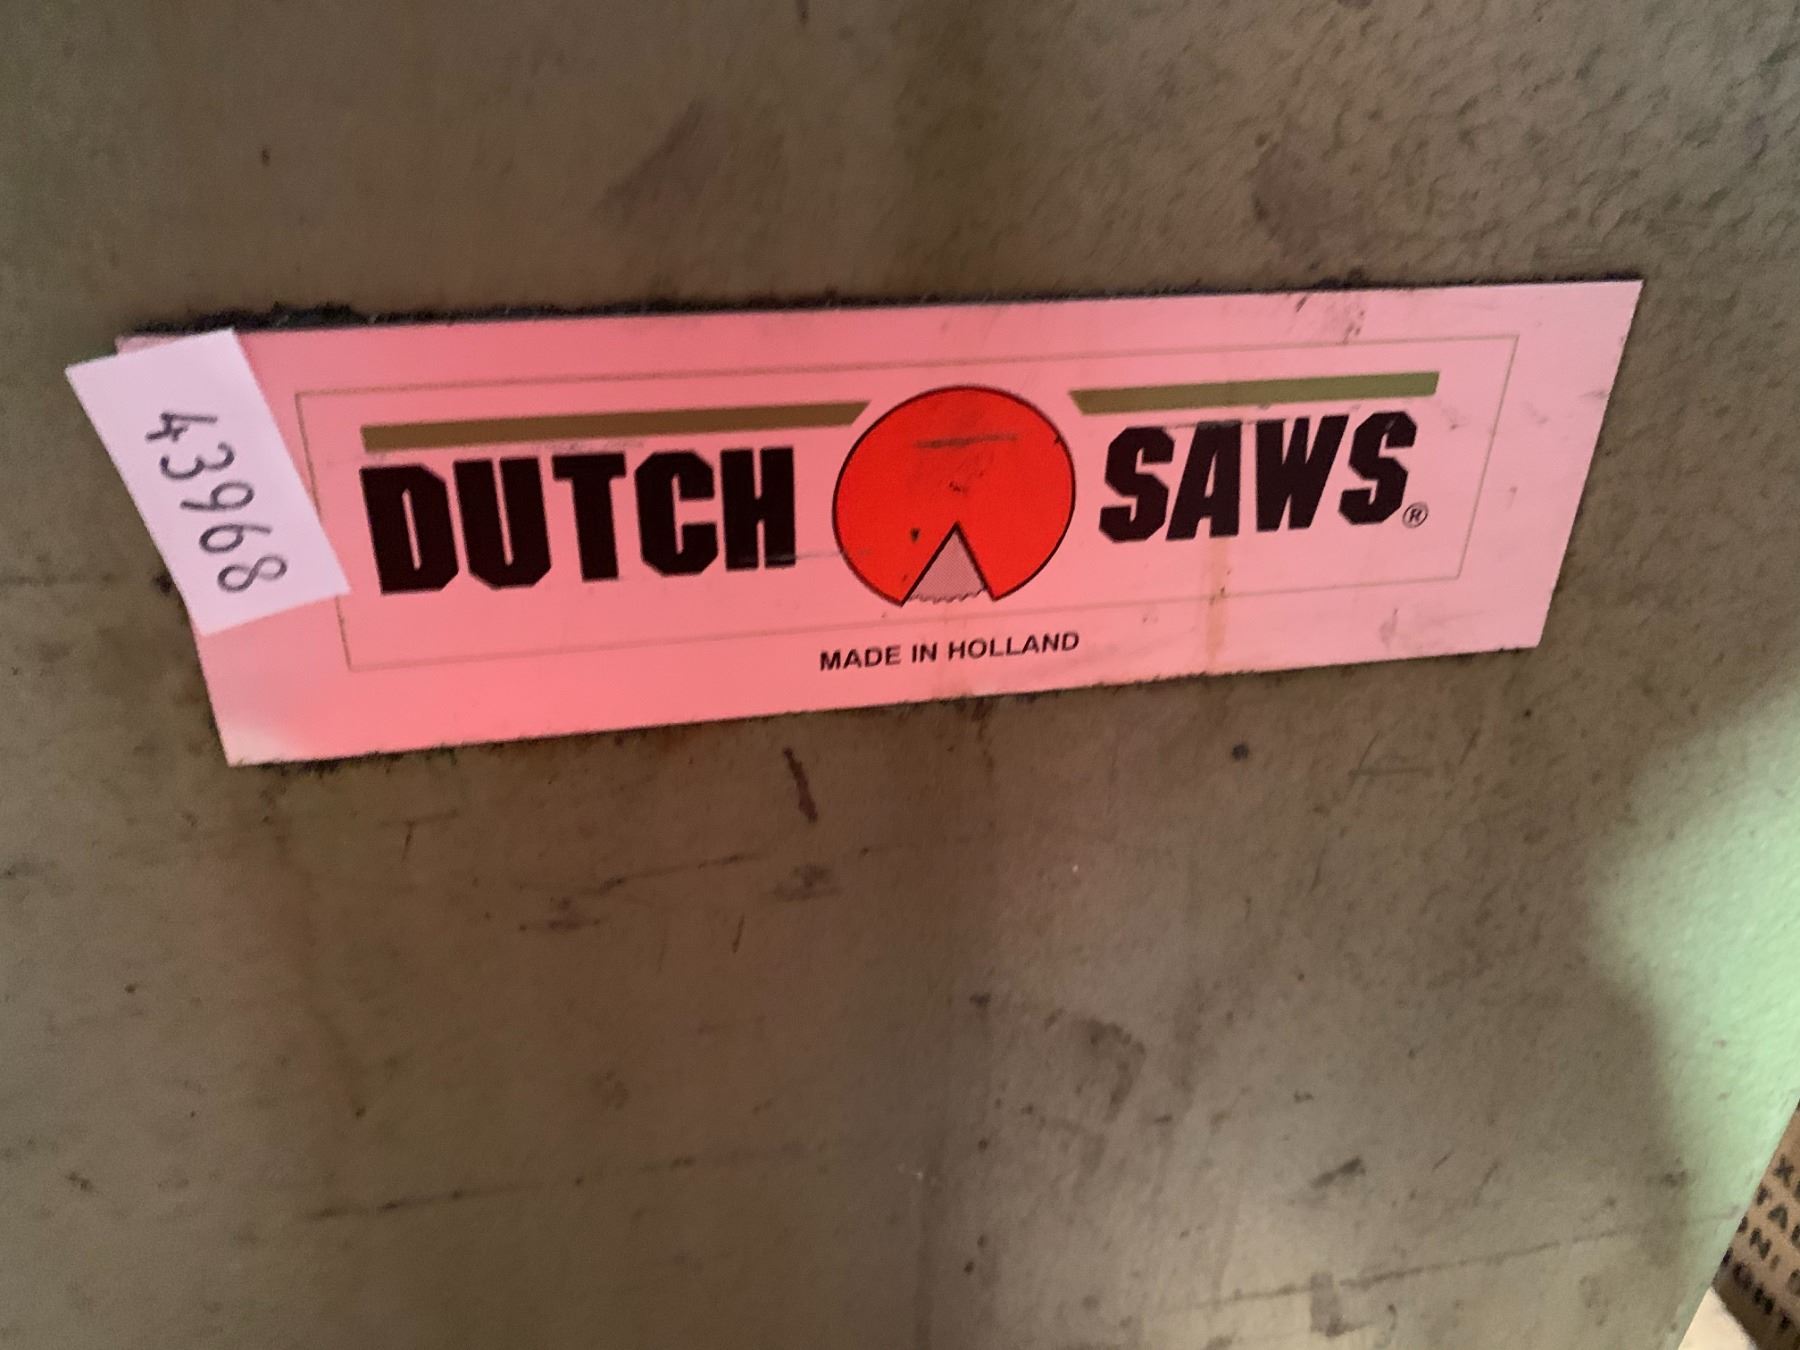 43968
DUTCH SAWS®
MADE IN HOLLAND